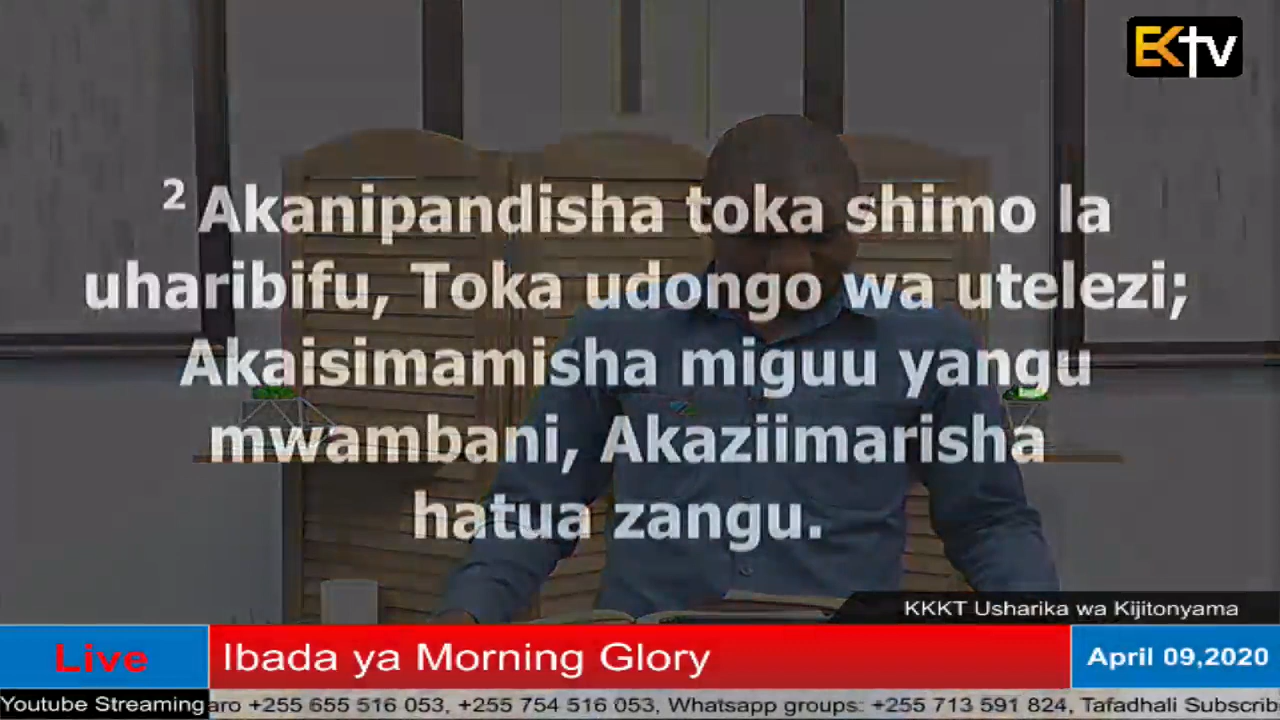 EKtv
2 Akanipandisha toka shimo la
uharibifu, Toka udongo wa utelezi;
Akaisimamisha miguu yangu
mwambani, Akaziimarisha
hatua zangu.
KKKT Usharika wa Kijitonyama
Live
Ibada ya Morning Glory
April 09,2020
Youtube Streaming
aro +255 655 516 053, +255 754 516 053, Whatsapp groups: +255 713 591 824, Tafadhali Subscrib